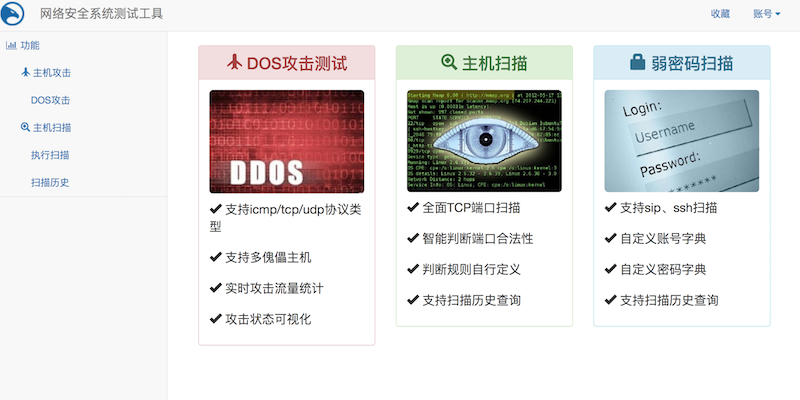 网络安全系统测试工具
收藏
账号
功能
主机攻击
DOS攻击
主机扫描
执行扫描
扫描历史
DOS攻击测试
DDOS
支持icmp/tcp/udp协议类
型
支持多傀儡主机
实时攻击流量统计
攻击状态可视化
主机扫描
全面TCP端口扫描
智能判断端口合法性
判断规则自行定义
支持扫描历史查询
弱密码扫描
Login:
Username
Password:
*******
支持sip、ssh扫描
自定义账号字典
自定义密码字典
支持扫描历史查询